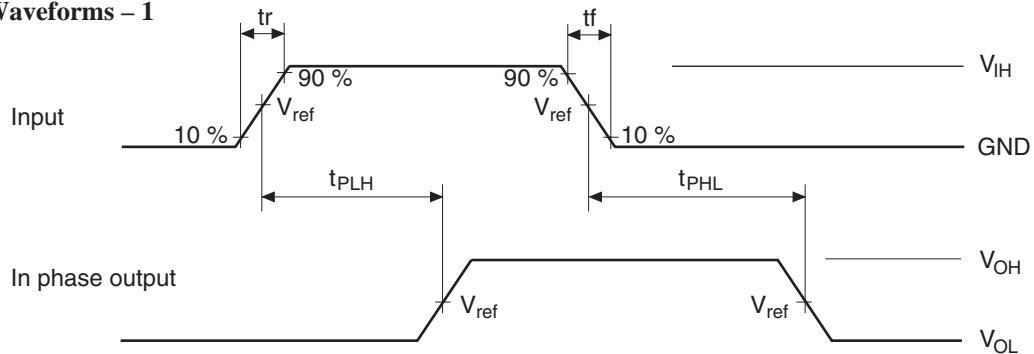 Waveforms – 1
tr
tf
90 %
90 %
V_IH
Input
V_ref
V_ref
10 %
10 %
GND
t_PLH
t_PHL
In phase output
V_OH
V_ref
V_ref
V_OL